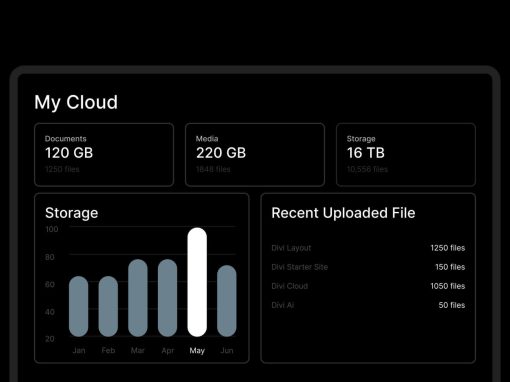 My Cloud
Documents
120 GB
1250 files
Media
220 GB
1848 files
Storage
16 TB
10,556 files
Storage
100
80
60
40
20
Jan Feb Mar Apr May Jun
Recent Uploaded File
Divi Layout 1250 files
Divi Starter Site 150 files
Divi Cloud 1050 files
Divi AI 50 files